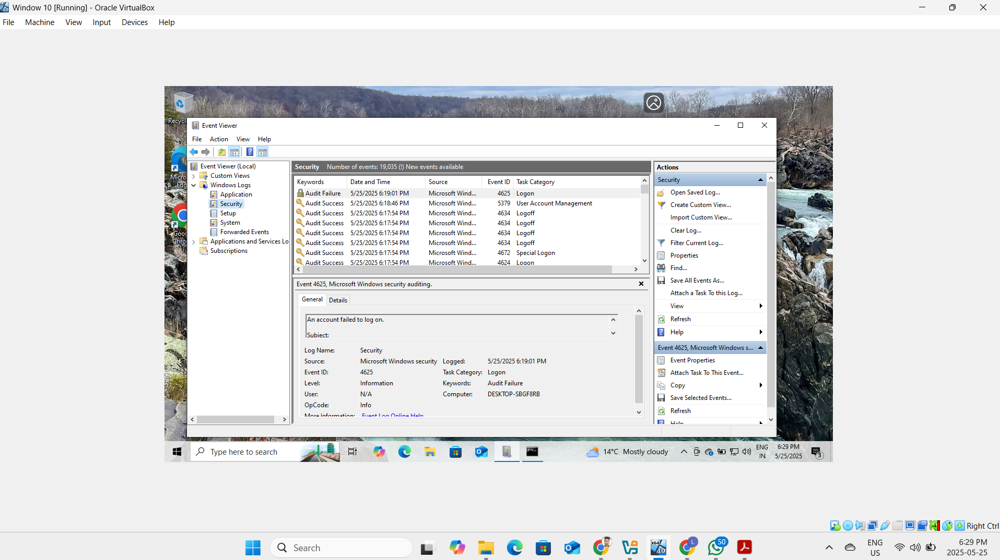 Window 10 [Running] - Oracle VirtualBox
File Machine View Input Devices Help
Recycl
Micro
Edg
Goo
Chro
Event Viewer
File Action View Help
Event Viewer (Local)
Custom Views
Windows Logs
Application
Security
Setup
System
Forwarded Events
Applications and Services Lo
Subscriptions
Security Number of events: 19,035 (!) New events available
Keywords Date and Time Source Event ID Task Category
Audit Failure 5/25/2025 6:19:01 PM Microsoft Wind... 4625 Logon
Audit Success 5/25/2025 6:18:46 PM Microsoft Wind... 5379 User Account Management
Audit Success 5/25/2025 6:17:54 PM Microsoft Wind... 4634 Logoff
Audit Success 5/25/2025 6:17:54 PM Microsoft Wind... 4634 Logoff
Audit Success 5/25/2025 6:17:54 PM Microsoft Wind... 4634 Logoff
Audit Success 5/25/2025 6:17:54 PM Microsoft Wind... 4634 Logoff
Audit Success 5/25/2025 6:17:54 PM Microsoft Wind... 4672 Special Logon
Audit Success 5/25/2025 6:17:54 PM Microsoft Wind... 4624 Logon
Event 4625, Microsoft Windows security auditing.
General Details
An account failed to log on.
Subject:
Log Name: Security
Source: Microsoft Windows security Logged: 5/25/2025 6:19:01 PM
Event ID: 4625 Task Category: Logon
Level: Information Keywords: Audit Failure
User: N/A Computer: DESKTOP-SBGF8RB
OpCode: Info
More Information: Event Log Online Help
Actions
Security
Open Saved Log...
Create Custom View...
Import Custom View...
Clear Log...
Filter Current Log...
Properties
Find...
Save All Events As...
Attach a Task To this Log...
View
Refresh
Help
Event 4625, Microsoft Windows s...
Event Properties
Attach Task To This Event...
Copy
Save Selected Events...
Refresh
Help
Type here to search
14°C Mostly cloudy
ENG
IN
6:29 PM
5/25/2025
3
Right Ctrl
Search
x64
10
L
50
ENG
US
6:29 PM
2025-05-25